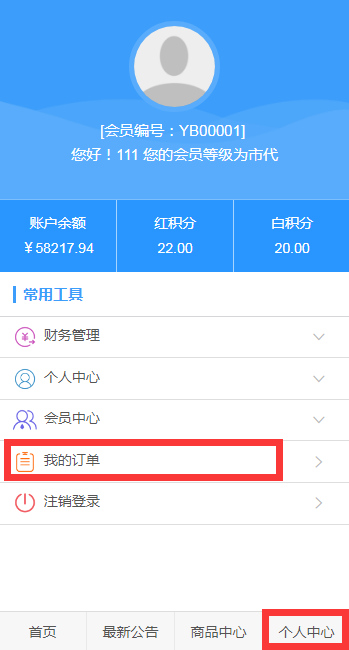 [会员编号：YB00001]
您好！111 您的会员等级为市代
账户余额 红积分 白积分
￥58217.94 22.00 20.00
常用工具
财务管理
个人中心
会员中心
我的订单
注销登录
首页 最新公告 商品中心 个人中心